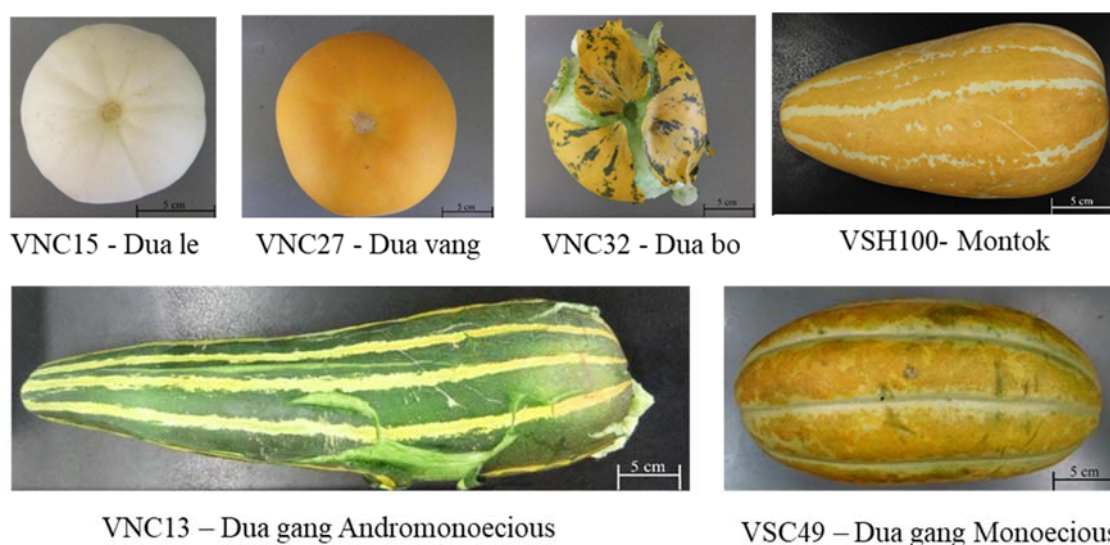 5 cm
5 cm
5 cm
5 cm
VNC15 - Dua le
VNC27 - Dua vang
VNC32 - Dua bo
VSH100- Montok
5 cm
5 cm
VNC13 – Dua gang Andromonoecious
VSC49 – Dua gang Monoecious